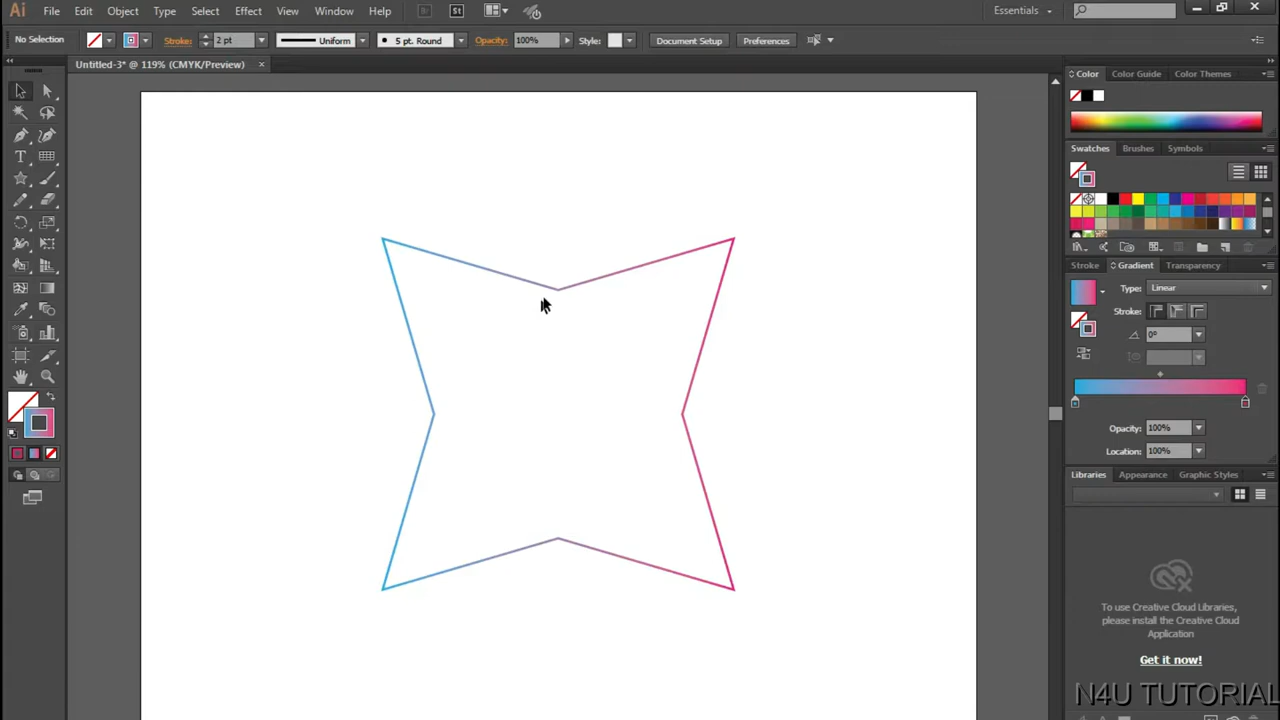 Ai File Edit Object Type Select Effect View Window Help Br St Essentials
No Selection Stroke: 2 pt Uniform 5 pt. Round Opacity: 100% Style: Document Setup Preferences
Untitled-3* @ 119% (CMYK/Preview) ×
Color Color Guide Color Themes
Swatches Brushes Symbols
Stroke Gradient Transparency
Type: Linear
Stroke:
0°
Opacity: 100%
Location: 100%
Libraries Appearance Graphic Styles
To use Creative Cloud Libraries,
please install the Creative Cloud
Application
Get it now!
N4U TUTORIAL